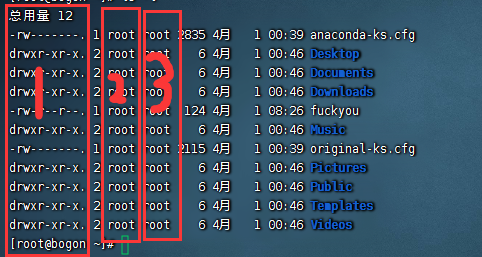 总用量 12
-rw-------. 1 root root 2835 4月 1 00:39 anaconda-ks.cfg
drwxr-xr-x. 2 root root 6 4月 1 00:46 Desktop
drwxr-xr-x. 2 root root 6 4月 1 00:46 Documents
drwxr-xr-x. 2 root root 6 4月 1 00:46 Downloads
-rw-r--r--. 1 root root 124 4月 1 08:26 fuckyou
drwxr-xr-x. 2 root root 6 4月 1 00:46 Music
-rw-------. 1 root root 2115 4月 1 00:39 original-ks.cfg
drwxr-xr-x. 2 root root 6 4月 1 00:46 Pictures
drwxr-xr-x. 2 root root 6 4月 1 00:46 Public
drwxr-xr-x. 2 root root 6 4月 1 00:46 Templates
drwxr-xr-x. 2 root root 6 4月 1 00:46 Videos
[root@bogon ~]#
1 2 3